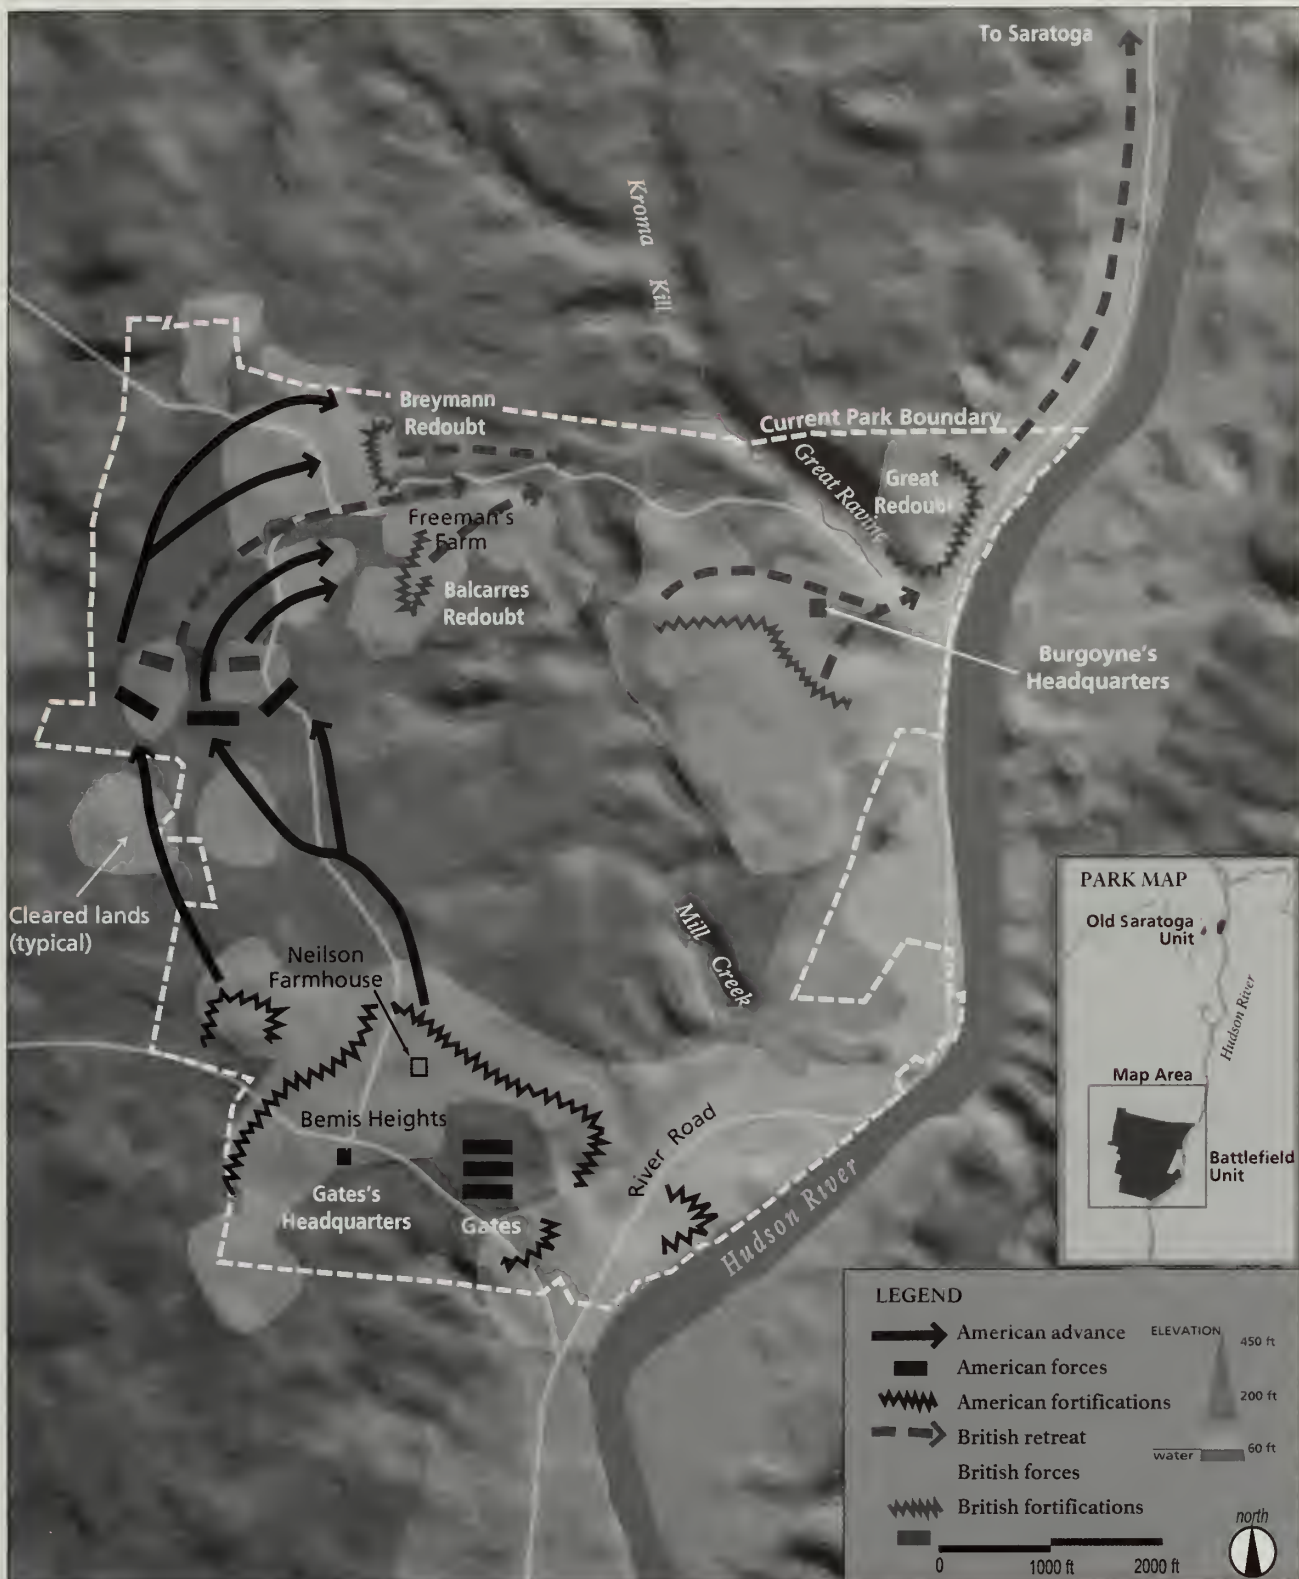 To Saratoga
Kroma Kill
Breymann
Redoubt
Current Park Boundary
Great Ravine
Great
Redoubt
Freeman's
Farm
Balcarres
Redoubt
Burgoyne's
Headquarters
Cleared lands
(typical)
Mill Creek
Neilson
Farmhouse
Bemis Heights
River Road
Gates's
Headquarters
Gates
Hudson River
PARK MAP
Old Saratoga
Unit
Hudson River
Map Area
Battlefield
Unit
LEGEND
American advance
American forces
American fortifications
British retreat
British forces
British fortifications
ELEVATION
450 ft
200 ft
60 ft
water
north
0 1000 ft 2000 ft